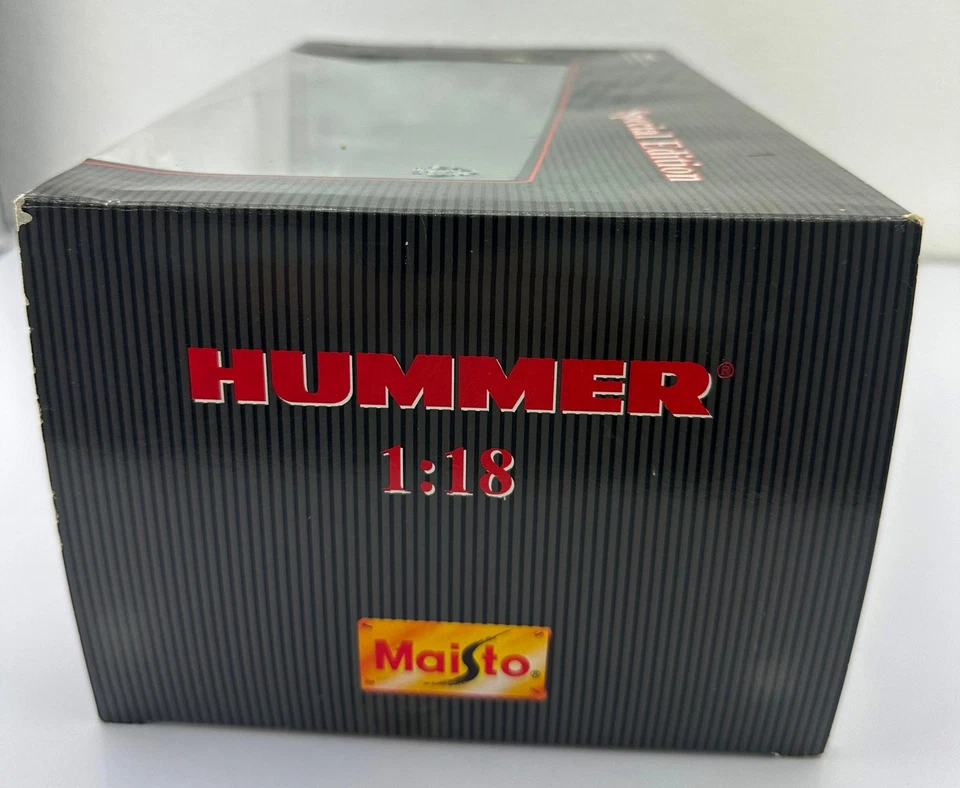 Special Edition
HUMMER®
1:18
Maisto®